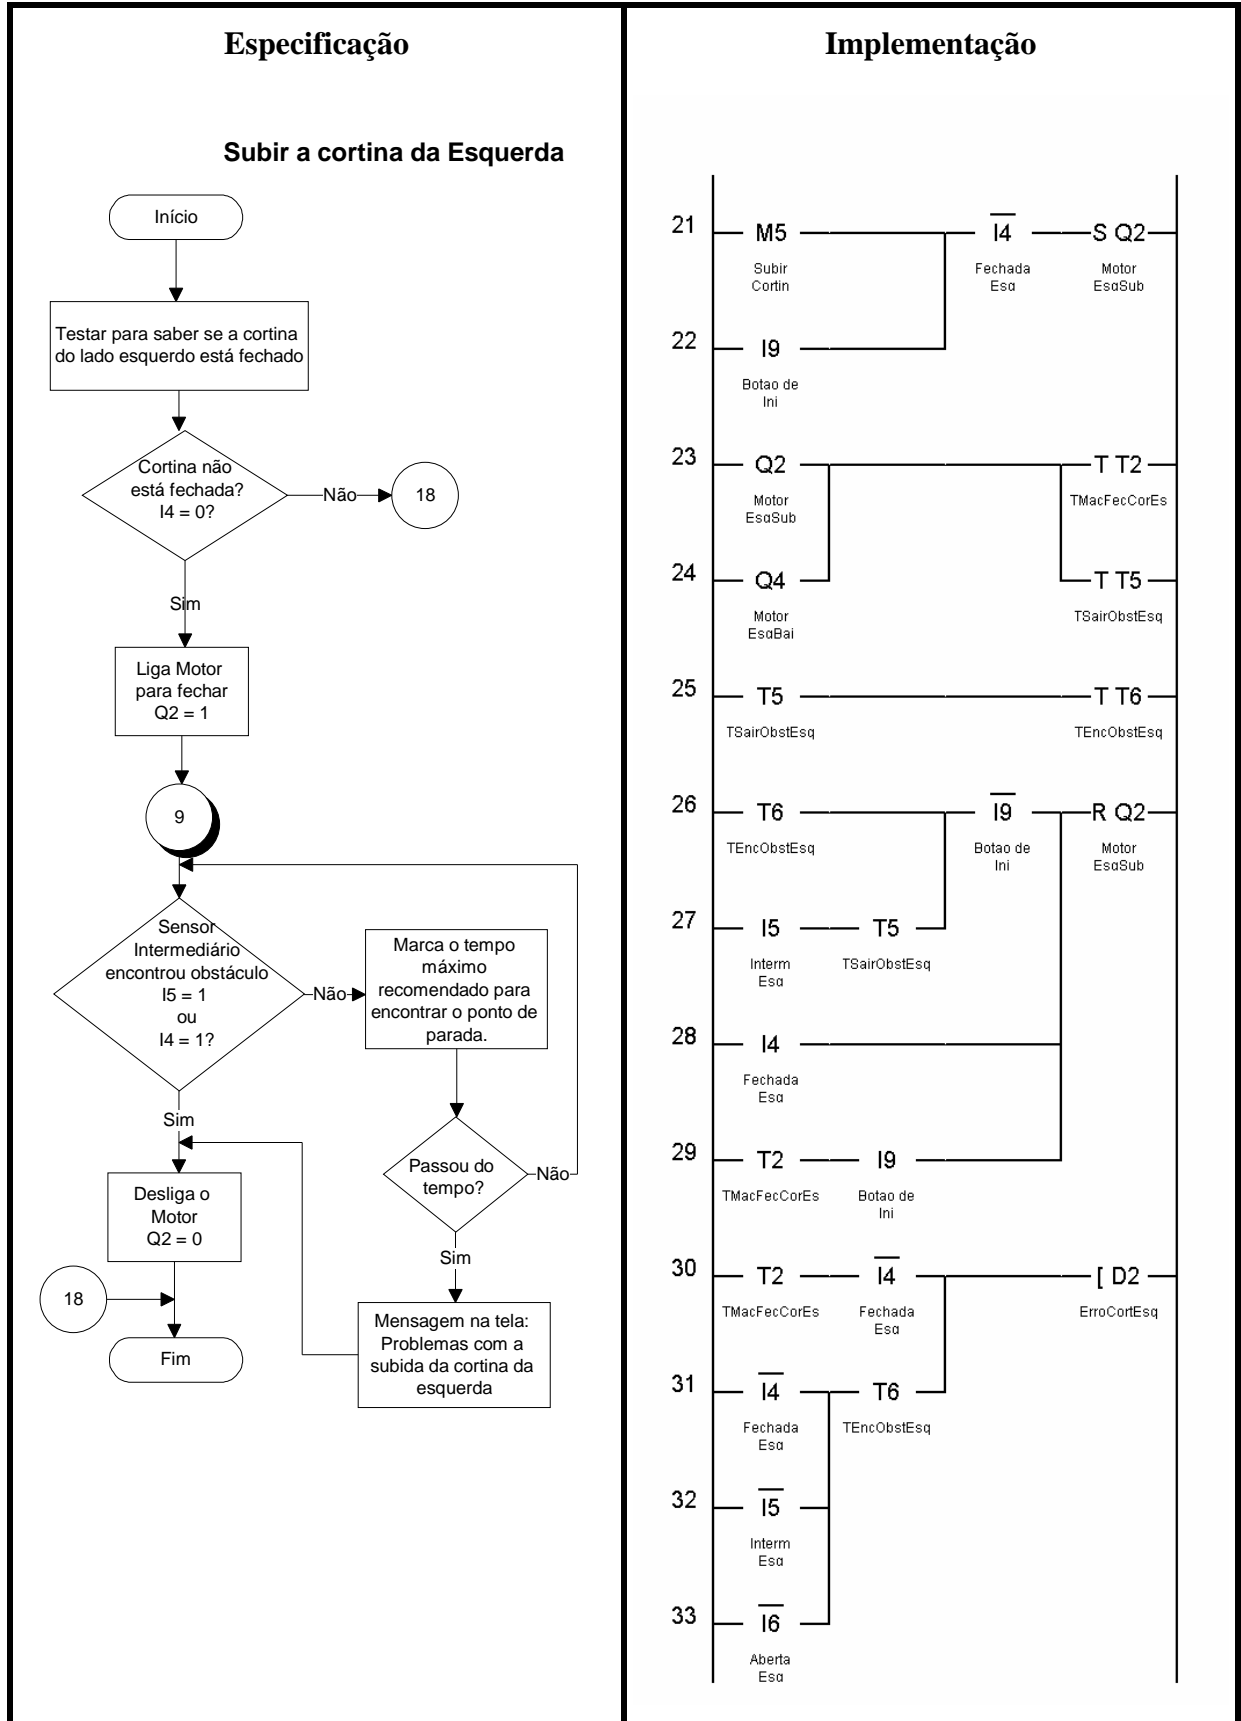 Especificação
Subir a cortina da Esquerda
Início
Testar para saber se a cortina
do lado esquerdo está fechado
Cortina não
está fechada?
I4 = 0?
Não
18
Sim
Liga Motor
para fechar
Q2 = 1
9
Sensor
Intermediário
encontrou obstáculo
I5 = 1
ou
I4 = 1?
Não
Marca o tempo
máximo
recomendado para
encontrar o ponto de
parada.
Sim
Passou do
tempo?
Não
Desliga o
Motor
Q2 = 0
Sim
18
Mensagem na tela:
Problemas com a
subida da cortina da
esquerda
Fim
Implementação
21 M5 I4 S Q2
Subir Fechada Motor
Cortin Esq EsqSub
22 I9
Botao de
Ini
23 Q2 T T2
Motor TMacFecCorEs
EsqSub
24 Q4 T T5
Motor TSairObstEsq
EsqBai
25 T5 T T6
TSairObstEsq TEncObstEsq
26 T6 I9 R Q2
TEncObstEsq Botao de Motor
Ini EsqSub
27 I5 T5
Interm TSairObstEsq
Esq
28 I4
Fechada
Esq
29 T2 I9
TMacFecCorEs Botao de
Ini
30 T2 I4 [ D2
TMacFecCorEs Fechada ErroCortEsq
Esq
31 I4 T6
Fechada TEncObstEsq
Esq
32 I5
Interm
Esq
33 I6
Aberta
Esq